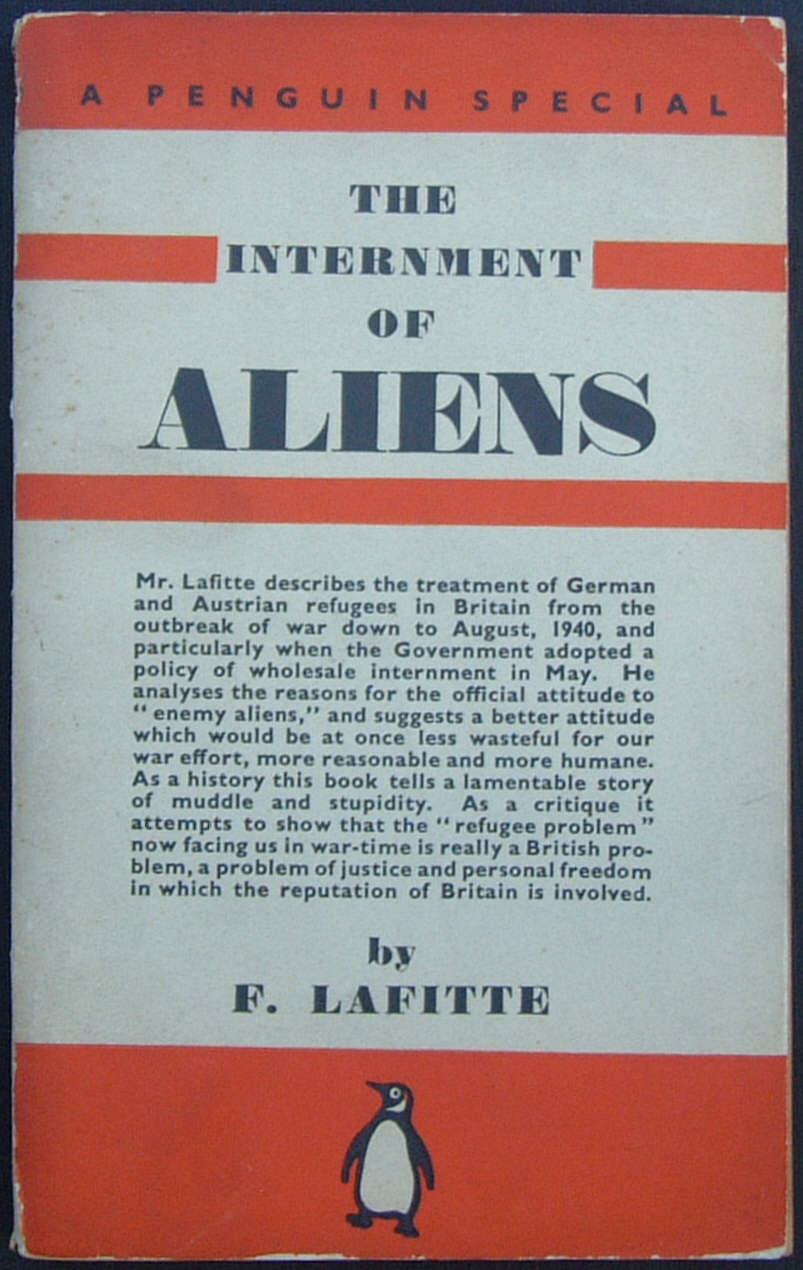 A PENGUIN SPECIAL
THE
INTERNMENT
OF
ALIENS
Mr. Lafitte describes the treatment of German
and Austrian refugees in Britain from the
outbreak of war down to August, 1940, and
particularly when the Government adopted a
policy of wholesale internment in May. He
analyses the reasons for the official attitude to
“enemy aliens,” and suggests a better attitude
which would be at once less wasteful for our
war effort, more reasonable and more humane.
As a history this book tells a lamentable story
of muddle and stupidity. As a critique it
attempts to show that the “refugee problem”
now facing us in war-time is really a British pro-
blem, a problem of justice and personal freedom
in which the reputation of Britain is involved.
by
F. LAFITTE